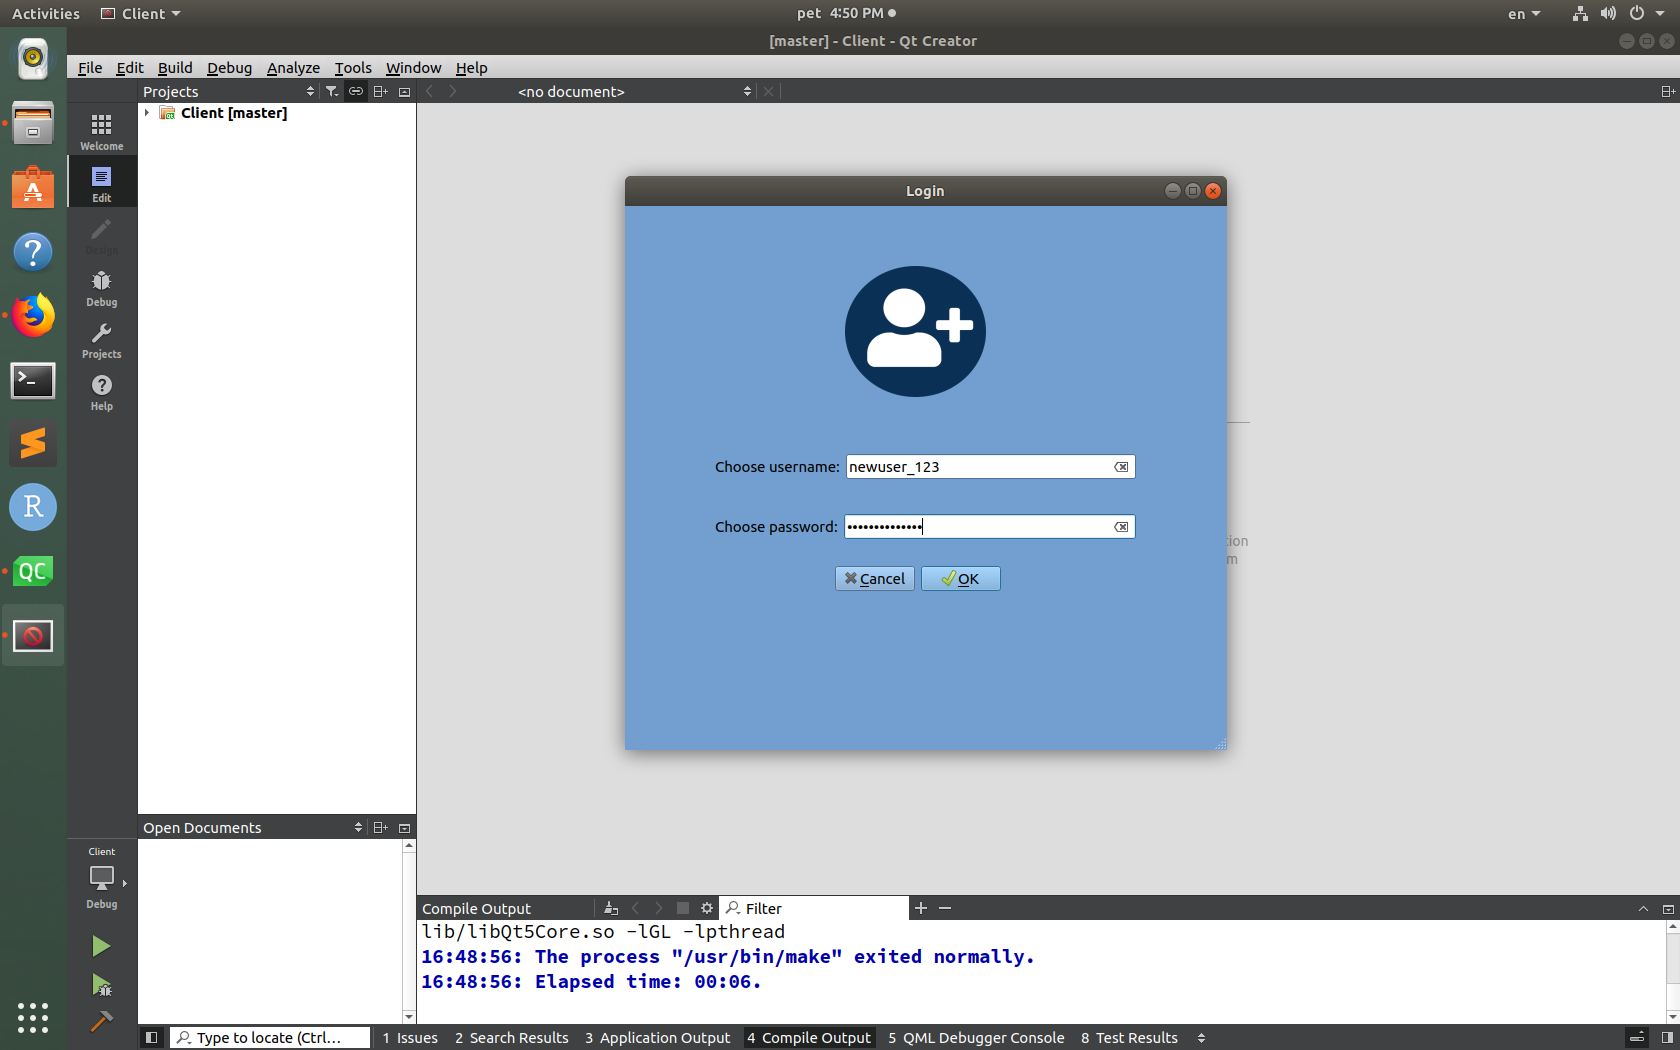 Activities
Client
pet 4:50 PM
en
[master] - Client - Qt Creator
File Edit Build Debug Analyze Tools Window Help
Projects
<no document>
Client [master]
Welcome
Edit
Design
Debug
Projects
Help
Login
Choose username: newuser_123
Choose password: ••••••••••••••
Cancel
OK
tion
m
Open Documents
Client
Debug
Compile Output
Filter
lib/libQt5Core.so -lGL -lpthread
16:48:56: The process "/usr/bin/make" exited normally.
16:48:56: Elapsed time: 00:06.
Type to locate (Ctrl...
1 Issues 2 Search Results 3 Application Output 4 Compile Output 5 QML Debugger Console 8 Test Results
R
QC